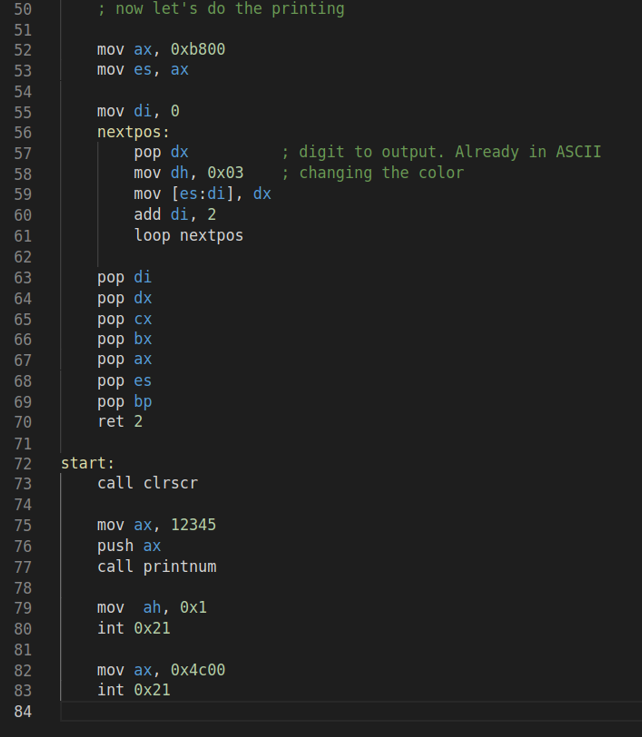 50 ; now let's do the printing
51
52 mov ax, 0xb800
53 mov es, ax
54
55 mov di, 0
56 nextpos:
57 pop dx ; digit to output. Already in ASCII
58 mov dh, 0x03 ; changing the color
59 mov [es:di], dx
60 add di, 2
61 loop nextpos
62
63 pop di
64 pop dx
65 pop cx
66 pop bx
67 pop ax
68 pop es
69 pop bp
70 ret 2
71
72 start:
73 call clrscr
74
75 mov ax, 12345
76 push ax
77 call printnum
78
79 mov  ah, 0x1
80 int 0x21
81
82 mov ax, 0x4c00
83 int 0x21
84